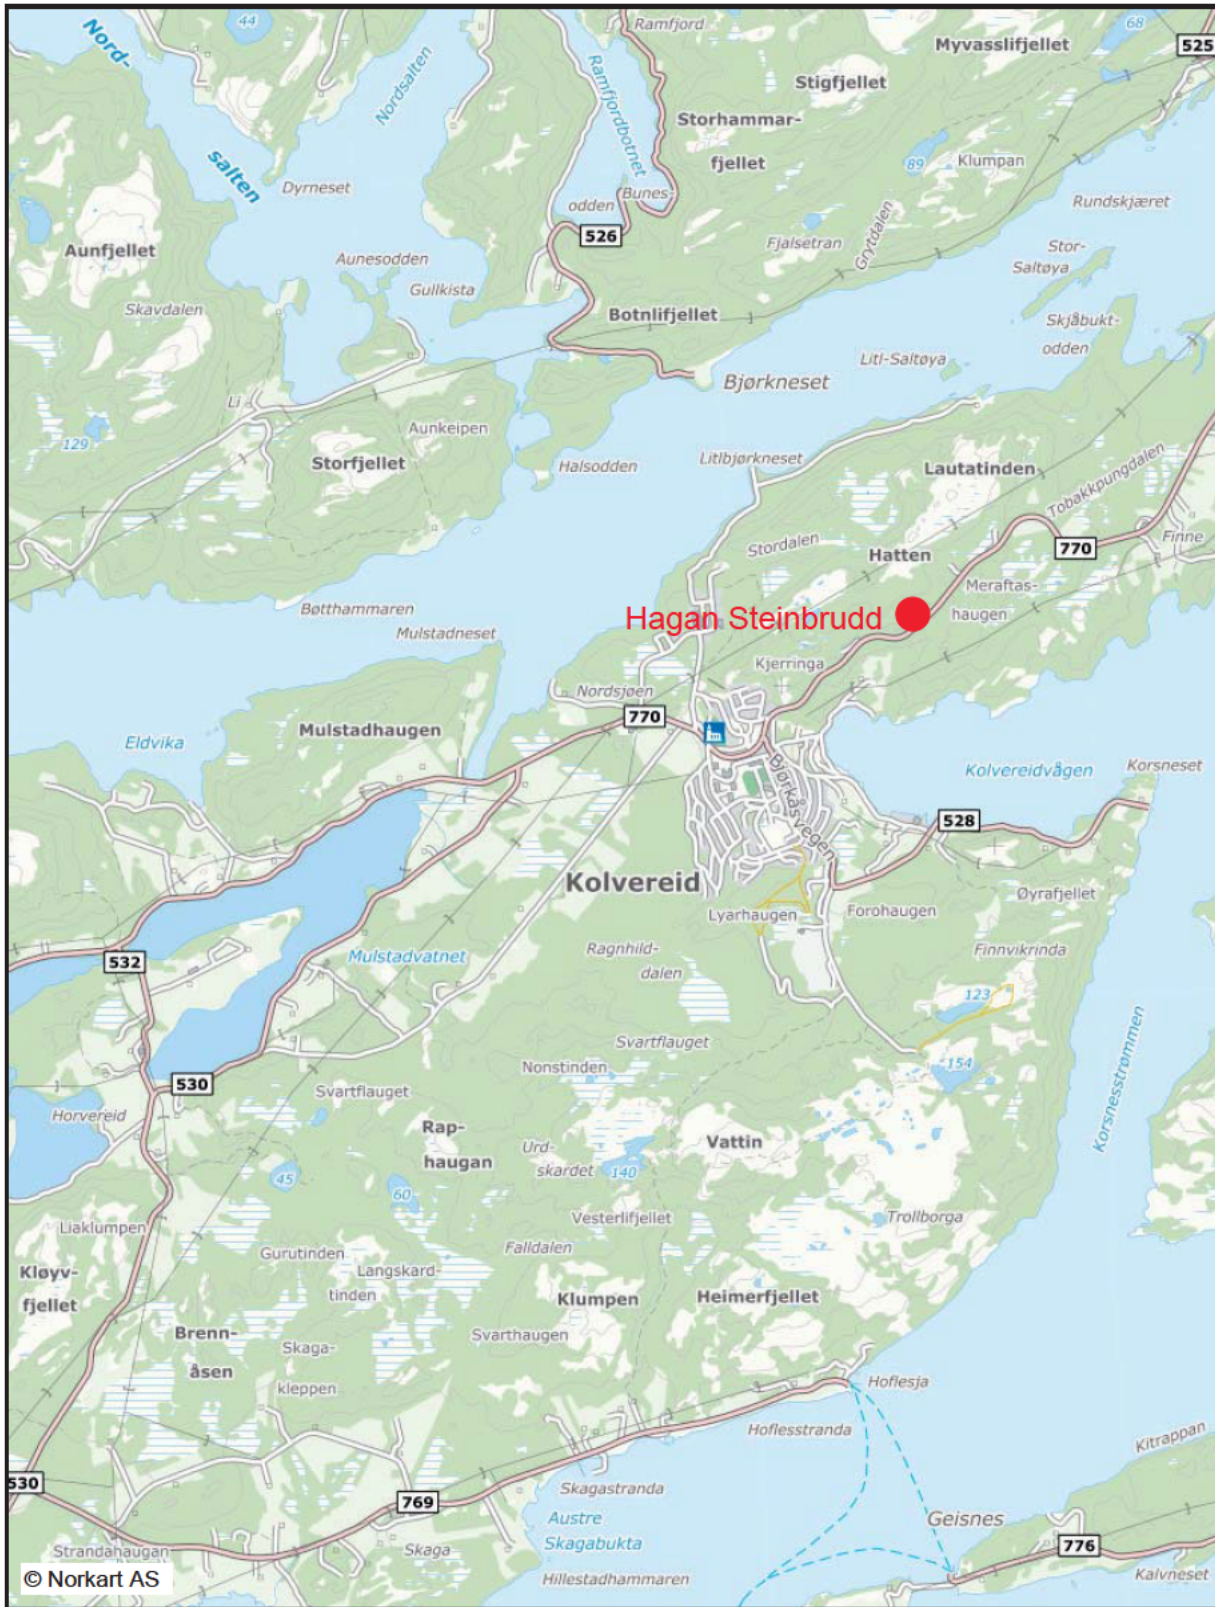 44
Ramfjord
68
Nord-
salten
Nordsalten
Myvasslifjellet
525
Stigfjellet
Ramfjordbotnet
Storhammar-
fjellet
89
Klumpan
Dyrneset
Bunes-
odden
Rundskjæret
526
Aunfjellet
Aunesodden
Fjalsetran
Grytdalen
Stor-
Saltøya
Gullkista
Skavdalen
Botnlifjellet
Skjåbukt-
odden
Litl-Saltøya
Bjørkneset
Li
129
Aunkeipen
Storfjellet
Halsodden
Litlbjørkneset
Lautatinden
Tobakkpungdalen
Stordalen
Hatten
770
Finne
Meraftas-
haugen
Bøtthammaren
Mulstadneset
Hagan Steinbrudd
Kjerringa
Nordsjøen
770
Mulstadhaugen
Eldvika
Bjørkåsvegen
Kolvereidvågen
Korsneset
528
Kolvereid
Øyrafjellet
Lyarhaugen
Forohaugen
532
Mulstadvatnet
Ragnhild-
dalen
Finnvikrinda
123
Svartflauget
154
Nonstinden
530
Svartflauget
Horvereid
Korsnesstrømmen
Rap-
haugan
Urd-
skardet
140
Vattin
45
60
Liaklumpen
Vesterlifjellet
Trollborga
Gurutinden
Falldalen
Kløyv-
fjellet
Langskard-
tinden
Klumpen
Heimerfjellet
Brenn-
åsen
Svarthaugen
Skaga-
kleppen
Hoflesja
Hoflesstranda
Kitrappan
530
769
Skagastranda
Austre
Skagabukta
Geisnes
776
Strandahaugan
Skaga
Hillestadhammaren
Kalvneset
© Norkart AS